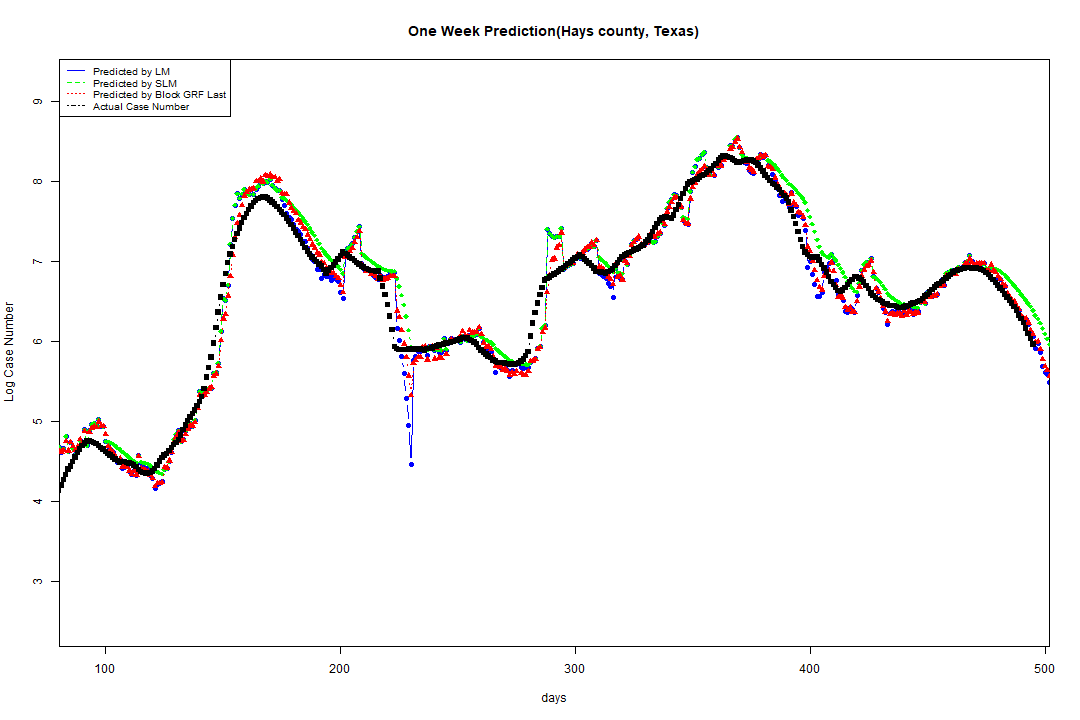 One Week Prediction(Hays county, Texas)
Predicted by LM
Predicted by SLM
Predicted by Block GRF Last
Actual Case Number
9
8
7
6
5
4
3
Log Case Number
100 200 300 400 500
days